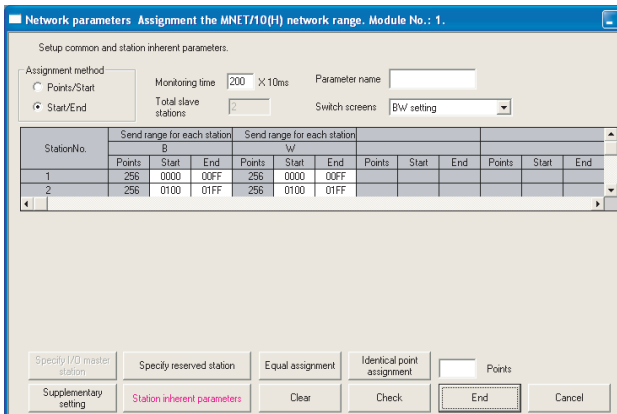 Network parameters Assignment the MNET/10(H) network range. Module No.: 1.
Setup common and station inherent parameters.
Assignment method
Points/Start
Start/End
Monitoring time 200 X 10ms
Parameter name
Total slave stations 2
Switch screens BW setting
StationNo. Send range for each station Send range for each station
B W
Points Start End Points Start End Points Start End Points Start End
1 256 0000 00FF 256 0000 00FF
2 256 0100 01FF 256 0100 01FF
Specify I/O master station Specify reserved station Equal assignment Identical point assignment Points
Supplementary setting Station inherent parameters Clear Check End Cancel